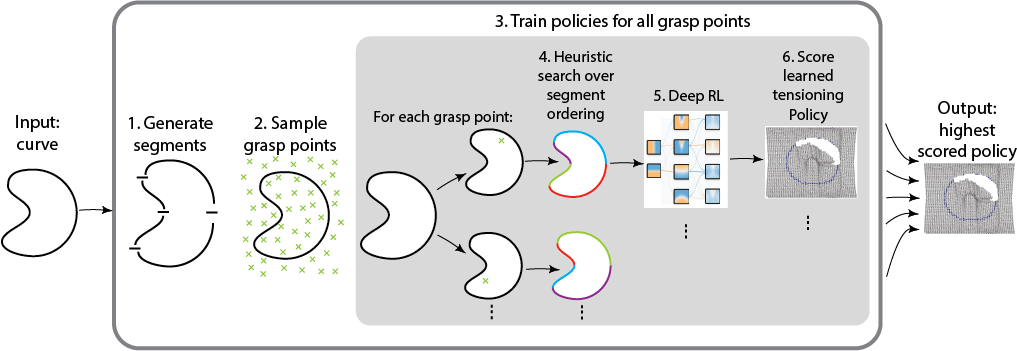 Input:
curve
1. Generate
segments
2. Sample
grasp points
3. Train policies for all grasp points
For each grasp point:
4. Heuristic
search over
segment
ordering
5. Deep RL
6. Score
learned
tensioning
Policy
Output:
highest
scored policy